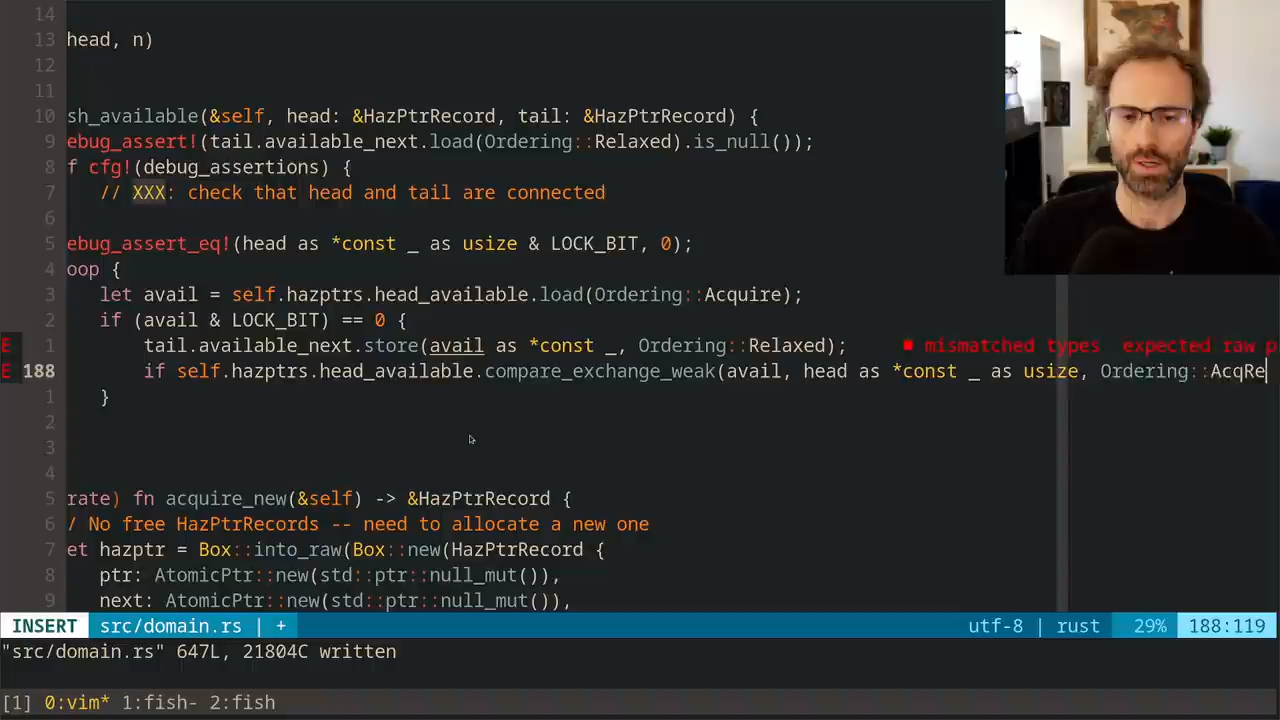 14
13 head, n)
12
11
10 sh_available(&self, head: &HazPtrRecord, tail: &HazPtrRecord) {
9 ebug_assert!(tail.available_next.load(Ordering::Relaxed).is_null());
8 f cfg!(debug_assertions) {
7 // XXX: check that head and tail are connected
6
5 ebug_assert_eq!(head as *const _ as usize & LOCK_BIT, 0);
4 oop {
3 let avail = self.hazptrs.head_available.load(Ordering::Acquire);
2 if (avail & LOCK_BIT) == 0 {
E 1 tail.available_next.store(avail as *const _, Ordering::Relaxed); ■ mismatched types expected raw p
E 188 if self.hazptrs.head_available.compare_exchange_weak(avail, head as *const _ as usize, Ordering::AcqRe
1 }
2
3
4
5 rate) fn acquire_new(&self) -> &HazPtrRecord {
6 / No free HazPtrRecords -- need to allocate a new one
7 et hazptr = Box::into_raw(Box::new(HazPtrRecord {
8 ptr: AtomicPtr::new(std::ptr::null_mut()),
9 next: AtomicPtr::new(std::ptr::null_mut()),
INSERT src/domain.rs | + utf-8 | rust 29% 188:119
"src/domain.rs" 647L, 21804C written
[1] 0:vim* 1:fish- 2:fish